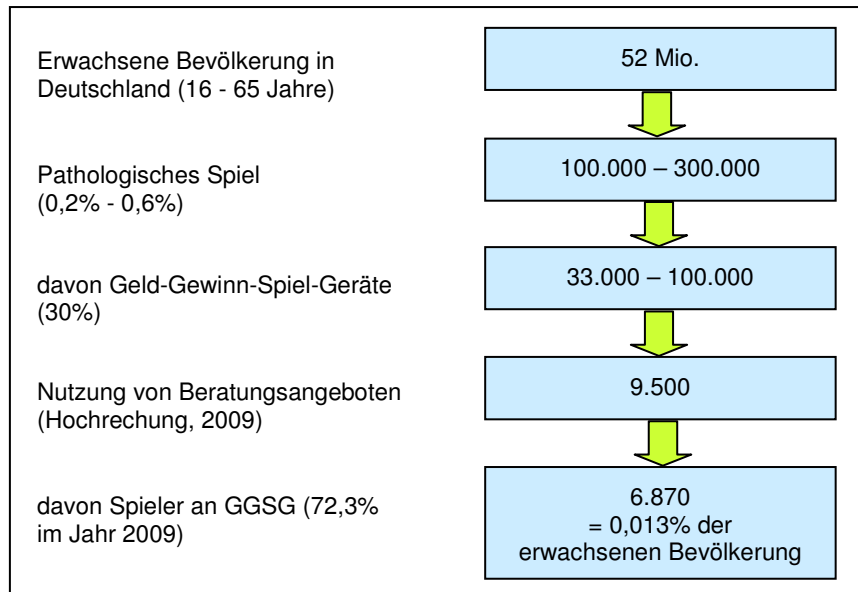 Erwachsene Bevölkerung in
Deutschland (16 - 65 Jahre)
52 Mio.
Pathologisches Spiel
(0,2% - 0,6%)
100.000 – 300.000
davon Geld-Gewinn-Spiel-Geräte
(30%)
33.000 – 100.000
Nutzung von Beratungsangeboten
(Hochrechung, 2009)
9.500
davon Spieler an GGSG (72,3%
im Jahr 2009)
6.870
= 0,013% der
erwachsenen Bevölkerung